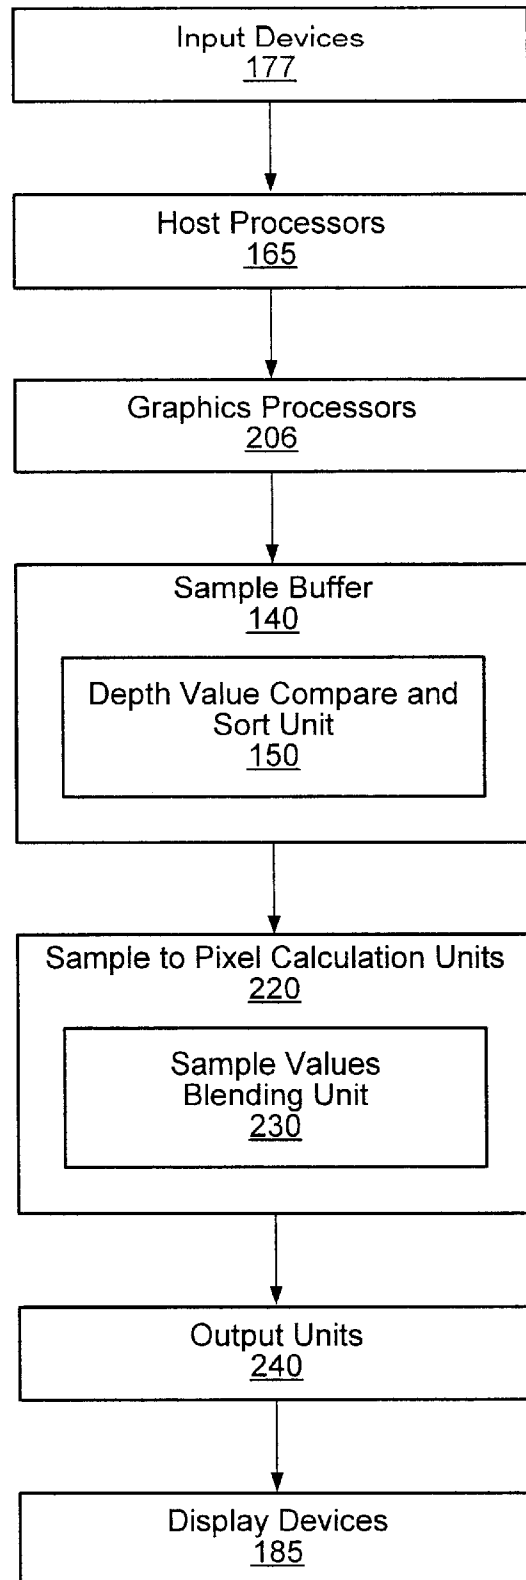 Input Devices
177
Host Processors
165
Graphics Processors
206
Sample Buffer
140
Depth Value Compare and
Sort Unit
150
Sample to Pixel Calculation Units
220
Sample Values
Blending Unit
230
Output Units
240
Display Devices
185